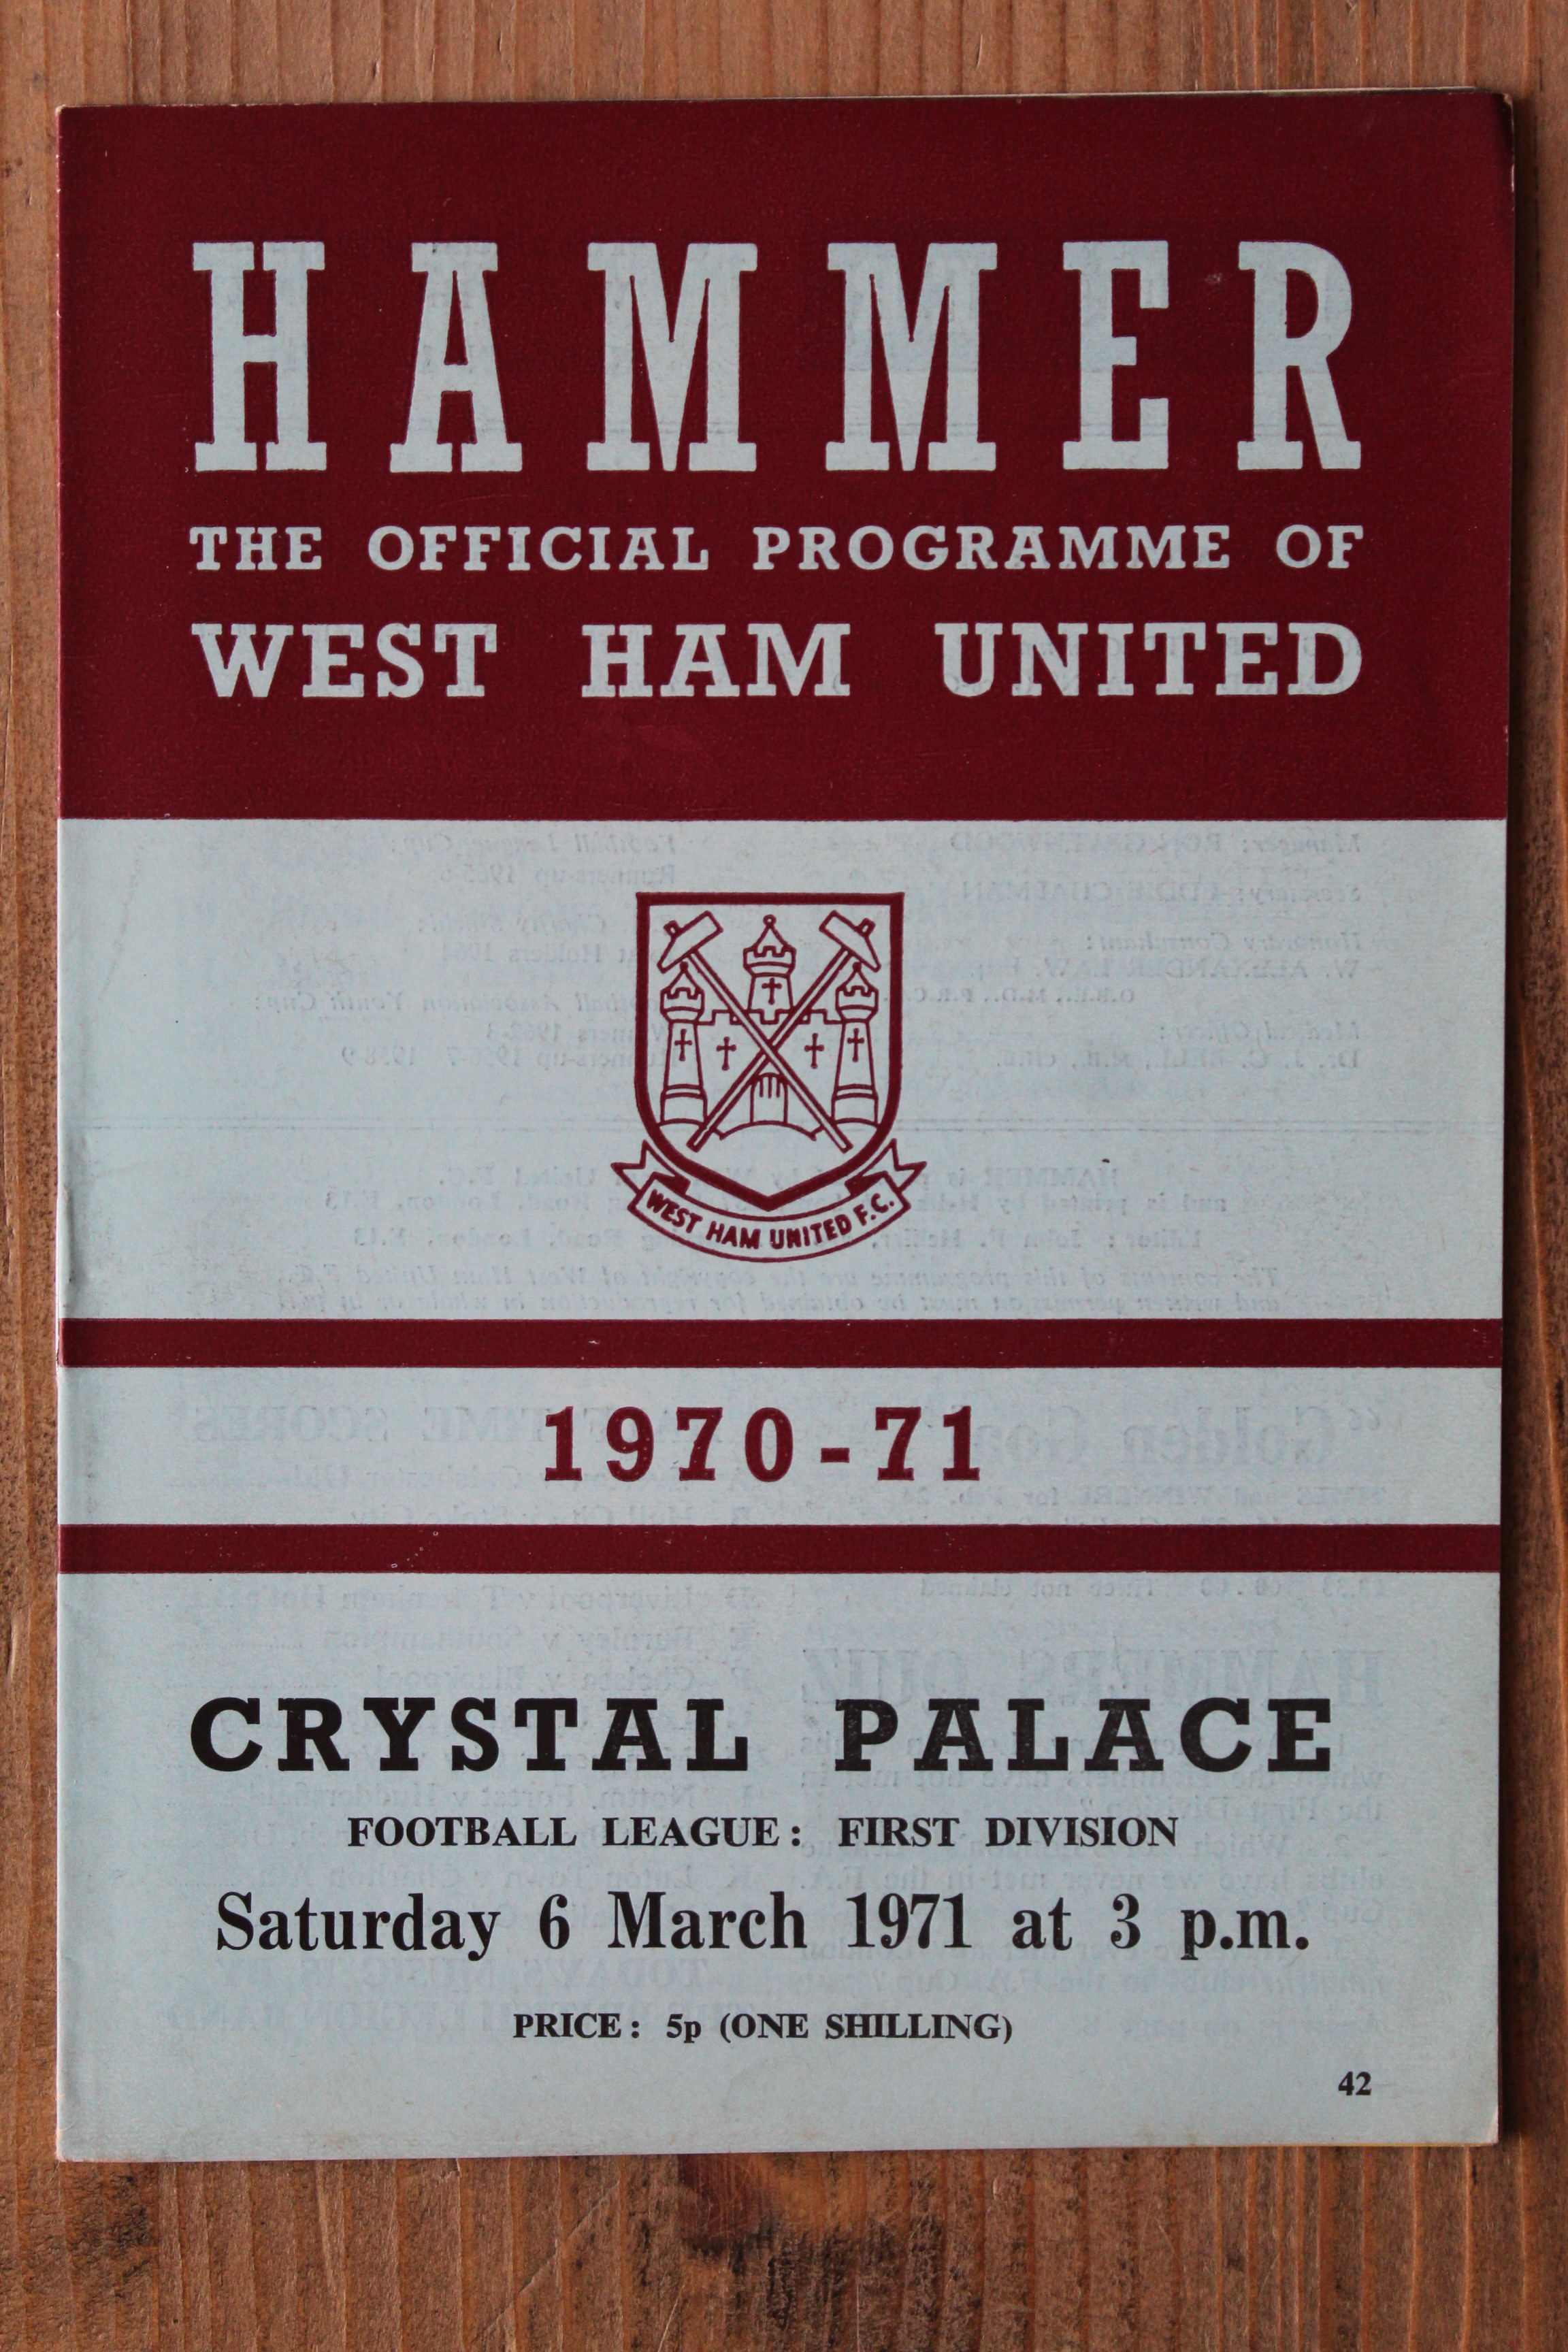 HAMMER
THE OFFICIAL PROGRAMME OF
WEST HAM UNITED
WEST HAM UNITED F.C.
1970-71
CRYSTAL PALACE
FOOTBALL LEAGUE: FIRST DIVISION
Saturday 6 March 1971 at 3 p.m.
PRICE: 5p (ONE SHILLING)
42